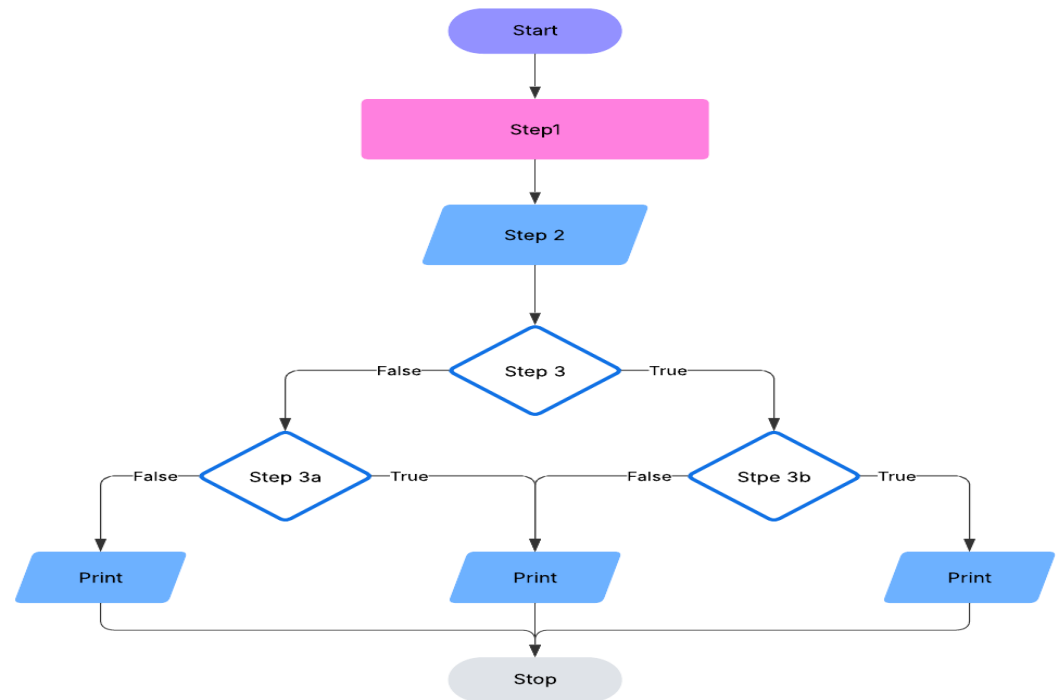 Start
Step1
Step 2
Step 3
False
True
Step 3a
Stpe 3b
False
True
False
True
Print
Print
Print
Stop